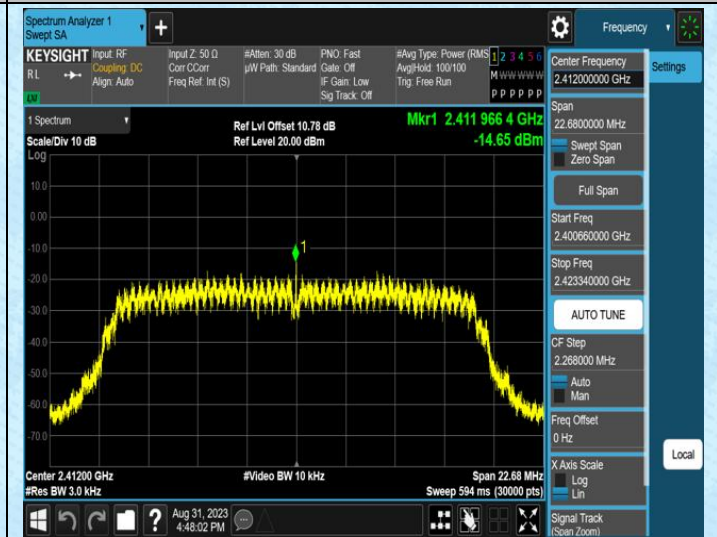 Spectrum Analyzer 1
Swept SA
+
Frequency
KEYSIGHT
RL
LXI
Input: RF
Coupling: DC
Align: Auto
Input Z: 50 Ω
Corr CCorr
Freq Ref: Int (S)
#Atten: 30 dB
µW Path: Standard
PNO: Fast
Gate: Off
IF Gain: Low
Sig Track: Off
#Avg Type: Power (RMS
Avg|Hold: 100/100
Trig: Free Run
1 2 3 4 5 6
M W W W W W
P P P P P P
1 Spectrum
Scale/Div 10 dB
Log
Ref Lvl Offset 10.78 dB
Ref Level 20.00 dBm
Mkr1 2.411 966 4 GHz
-14.65 dBm
10.0
0.00
-10.0
-20.0
-30.0
-40.0
-50.0
-60.0
-70.0
1
Center 2.41200 GHz
#Res BW 3.0 kHz
#Video BW 10 kHz
Span 22.68 MHz
Sweep 594 ms (30000 pts)
Aug 31, 2023
4:48:02 PM
?
Center Frequency
2.412000000 GHz
Span
22.6800000 MHz
Swept Span
Zero Span
Full Span
Start Freq
2.400660000 GHz
Stop Freq
2.423340000 GHz
AUTO TUNE
CF Step
2.268000 MHz
Auto
Man
Freq Offset
0 Hz
X Axis Scale
Log
Lin
Signal Track
(Span Zoom)
Settings
Local